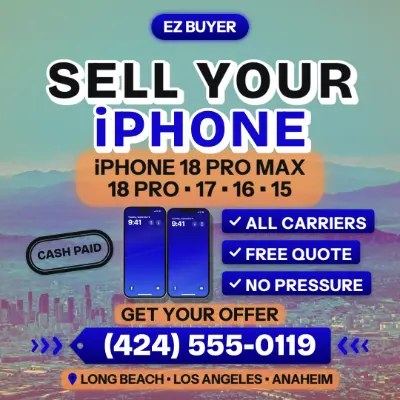 EZ BUYER
SELL YOUR
iPHONE
iPHONE 18 PRO MAX
18 PRO • 17 • 16 • 15
9:41
9:41
CASH PAID
ALL CARRIERS
FREE QUOTE
NO PRESSURE
GET YOUR OFFER
(424) 555-0119
LONG BEACH • LOS ANGELES • ANAHEIM